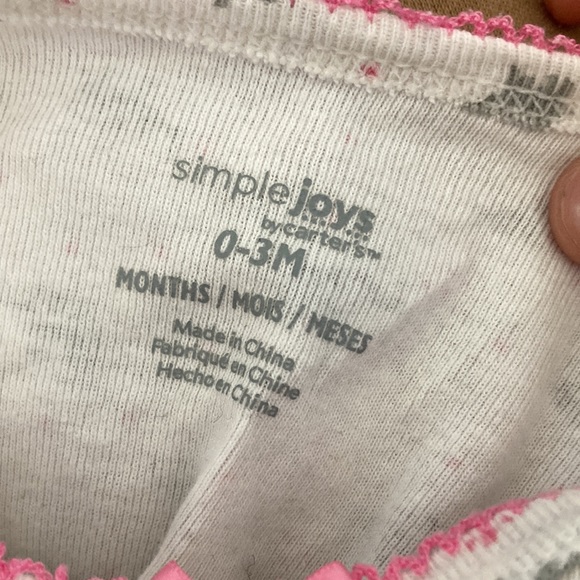 simple joys
by carter's™
0-3M
MONTHS / MOIS / MESES
Made in China
Fabriqué en Chine
Hecho en China